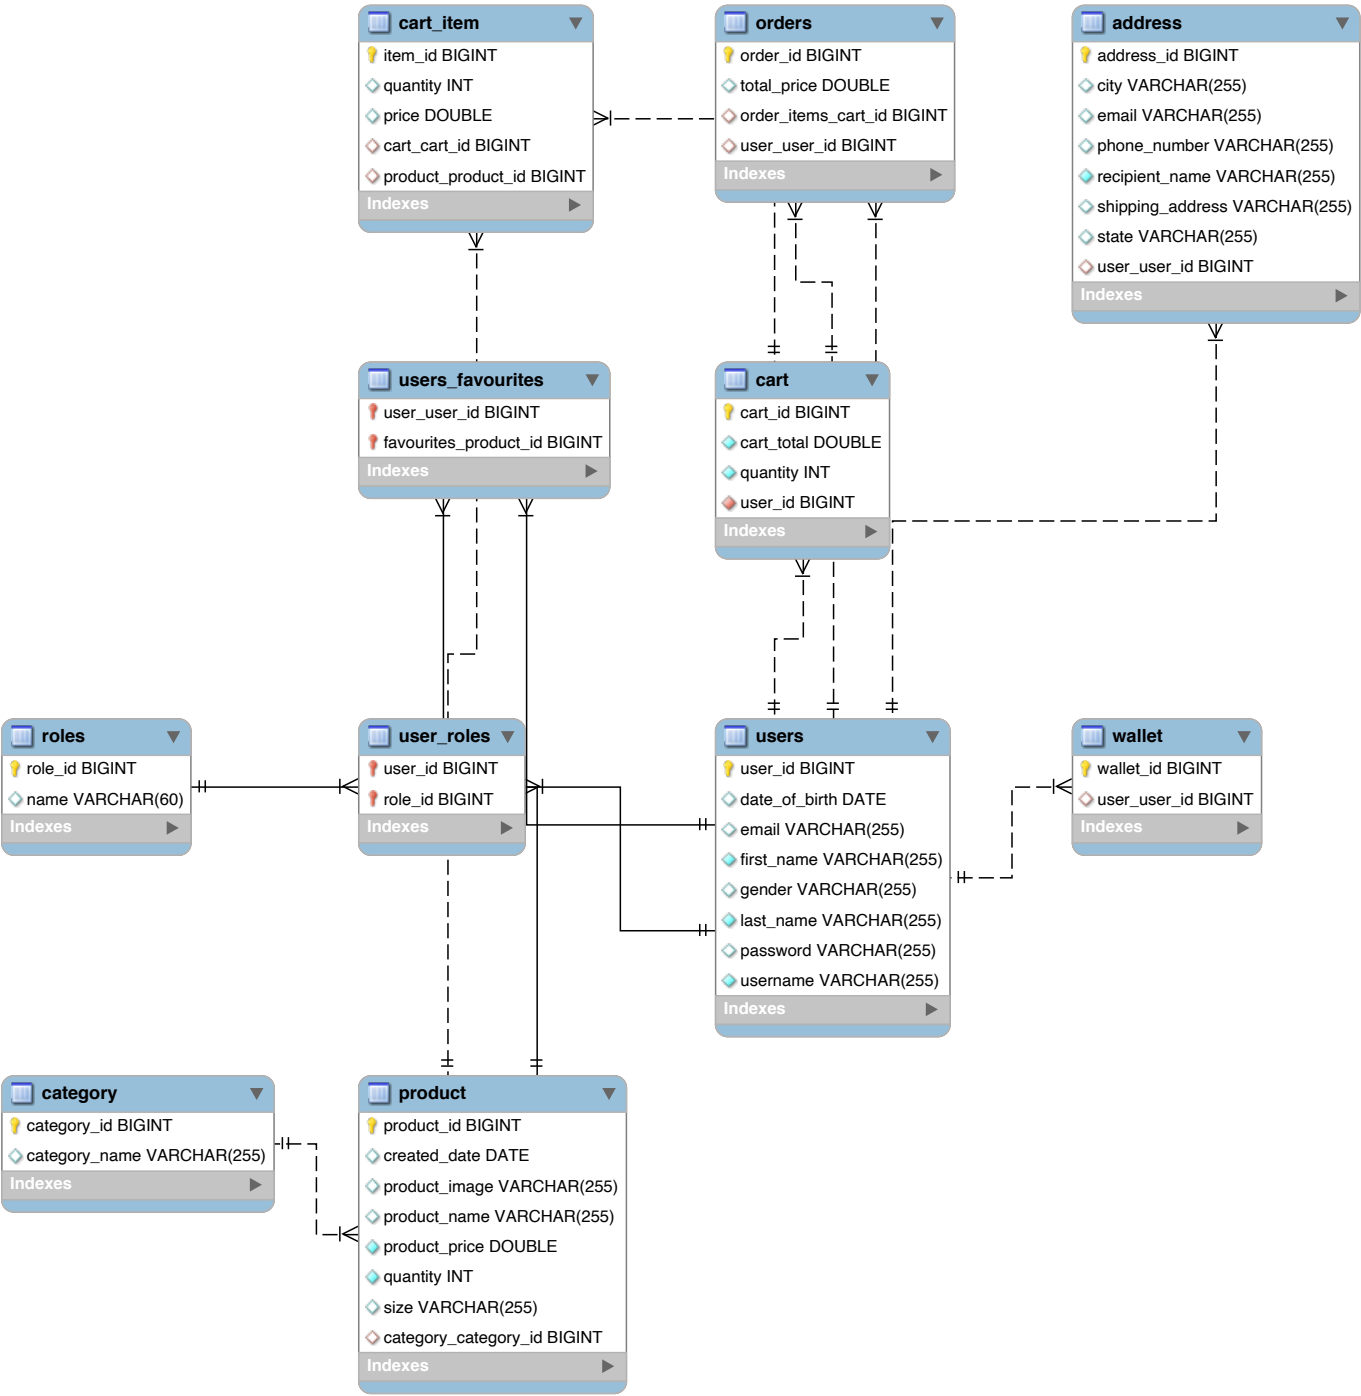 cart_item
item_id BIGINT
quantity INT
price DOUBLE
cart_cart_id BIGINT
product_product_id BIGINT
Indexes
orders
order_id BIGINT
total_price DOUBLE
order_items_cart_id BIGINT
user_user_id BIGINT
Indexes
address
address_id BIGINT
city VARCHAR(255)
email VARCHAR(255)
phone_number VARCHAR(255)
recipient_name VARCHAR(255)
shipping_address VARCHAR(255)
state VARCHAR(255)
user_user_id BIGINT
Indexes
users_favourites
user_user_id BIGINT
favourites_product_id BIGINT
Indexes
cart
cart_id BIGINT
cart_total DOUBLE
quantity INT
user_id BIGINT
Indexes
roles
role_id BIGINT
name VARCHAR(60)
Indexes
user_roles
user_id BIGINT
role_id BIGINT
Indexes
users
user_id BIGINT
date_of_birth DATE
email VARCHAR(255)
first_name VARCHAR(255)
gender VARCHAR(255)
last_name VARCHAR(255)
password VARCHAR(255)
username VARCHAR(255)
Indexes
wallet
wallet_id BIGINT
user_user_id BIGINT
Indexes
category
category_id BIGINT
category_name VARCHAR(255)
Indexes
product
product_id BIGINT
created_date DATE
product_image VARCHAR(255)
product_name VARCHAR(255)
product_price DOUBLE
quantity INT
size VARCHAR(255)
category_category_id BIGINT
Indexes